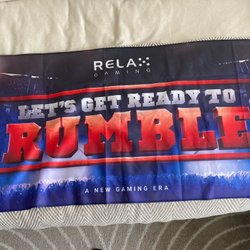 RELAX
GAMING
LET'S GET READY TO
RUMBLE
A NEW GAMING ERA